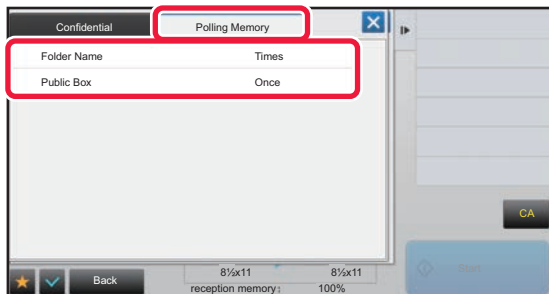 Confidential
Polling Memory
Folder Name Times
Public Box Once
CA
8½x11 8½x11
Start
Back
reception memory: 100%